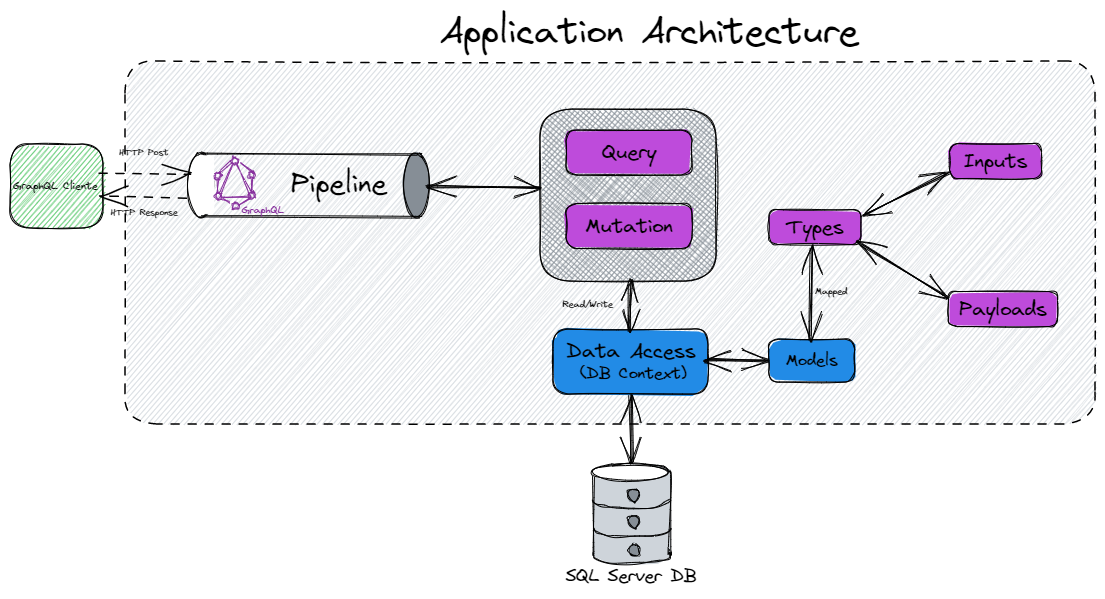 Application Architecture
HTTP Post
GraphQL Cliente
HTTP Response
GraphQL
Pipeline
Query
Mutation
Read/Write
Data Access
(DB Context)
Models
Mapped
Types
Inputs
Payloads
SQL Server DB